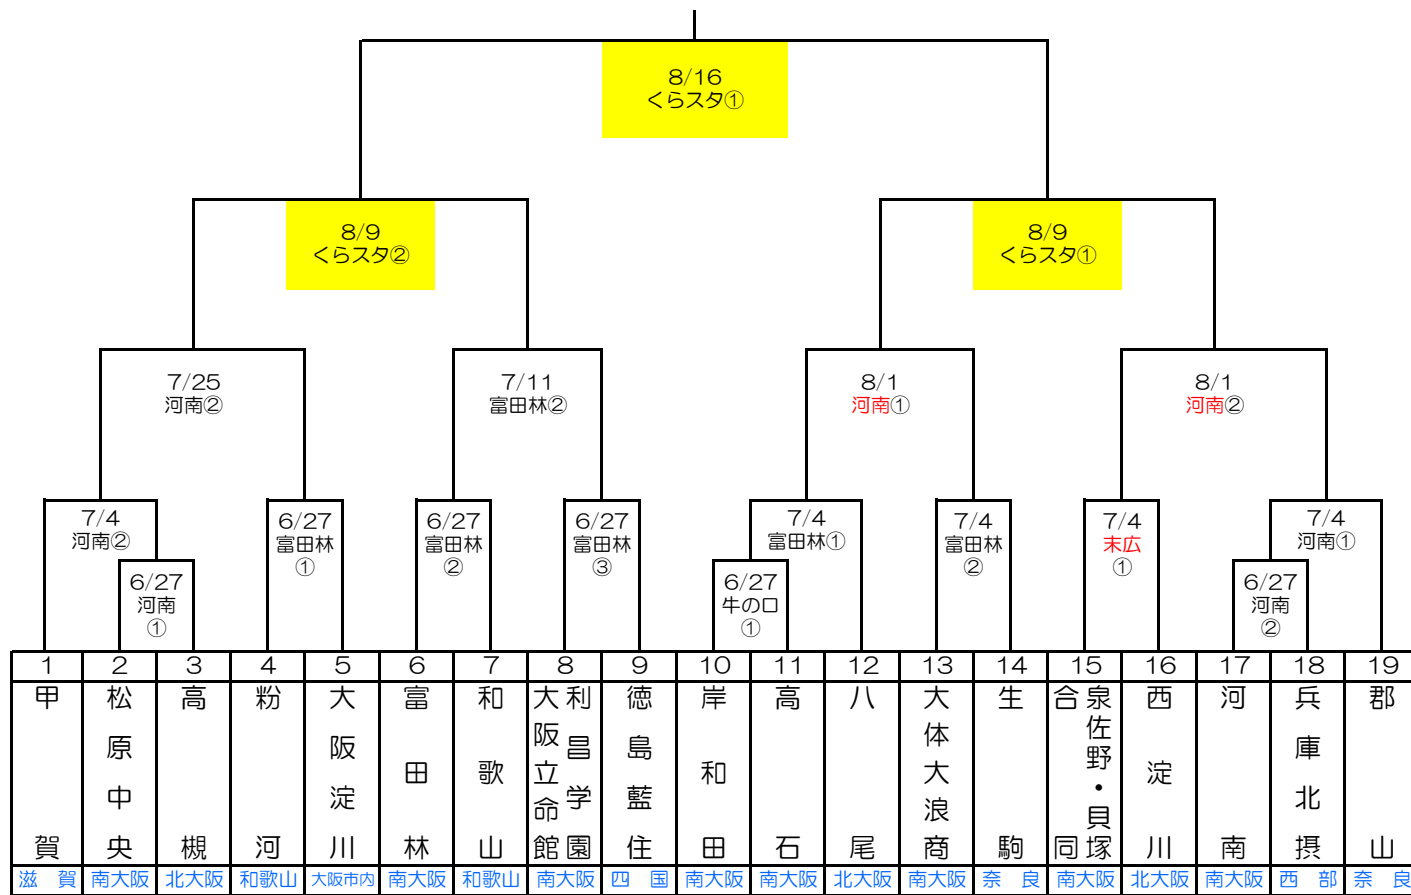 8/16
くらスタ①
8/9
くらスタ②
8/9
くらスタ①
7/25
河南②
7/11
富田林②
8/1
河南①
8/1
河南②
7/4
河南②
6/27
富田林
①
6/27
富田林
②
6/27
富田林
③
7/4
富田林①
7/4
富田林
②
7/4
末広
①
7/4
河南①
6/27
河南
①
6/27
牛の口
①
6/27
河南
②
1 2 3 4 5 6 7 8 9 10 11 12 13 14 15 16 17 18 19
甲賀
松原中央
高槻
粉河
大阪淀川
富田林
和歌山
利昌学園
大阪立命館
徳島藍住
岸和田
高石
八尾
大体大浪商
生駒
泉佐野・貝塚
合同
西淀川
河南
兵庫北摂
郡山
滋賀 南大阪 北大阪 和歌山 大阪市内 南大阪 和歌山 南大阪 四国 南大阪 南大阪 北大阪 南大阪 奈良 南大阪 北大阪 南大阪 西部 奈良